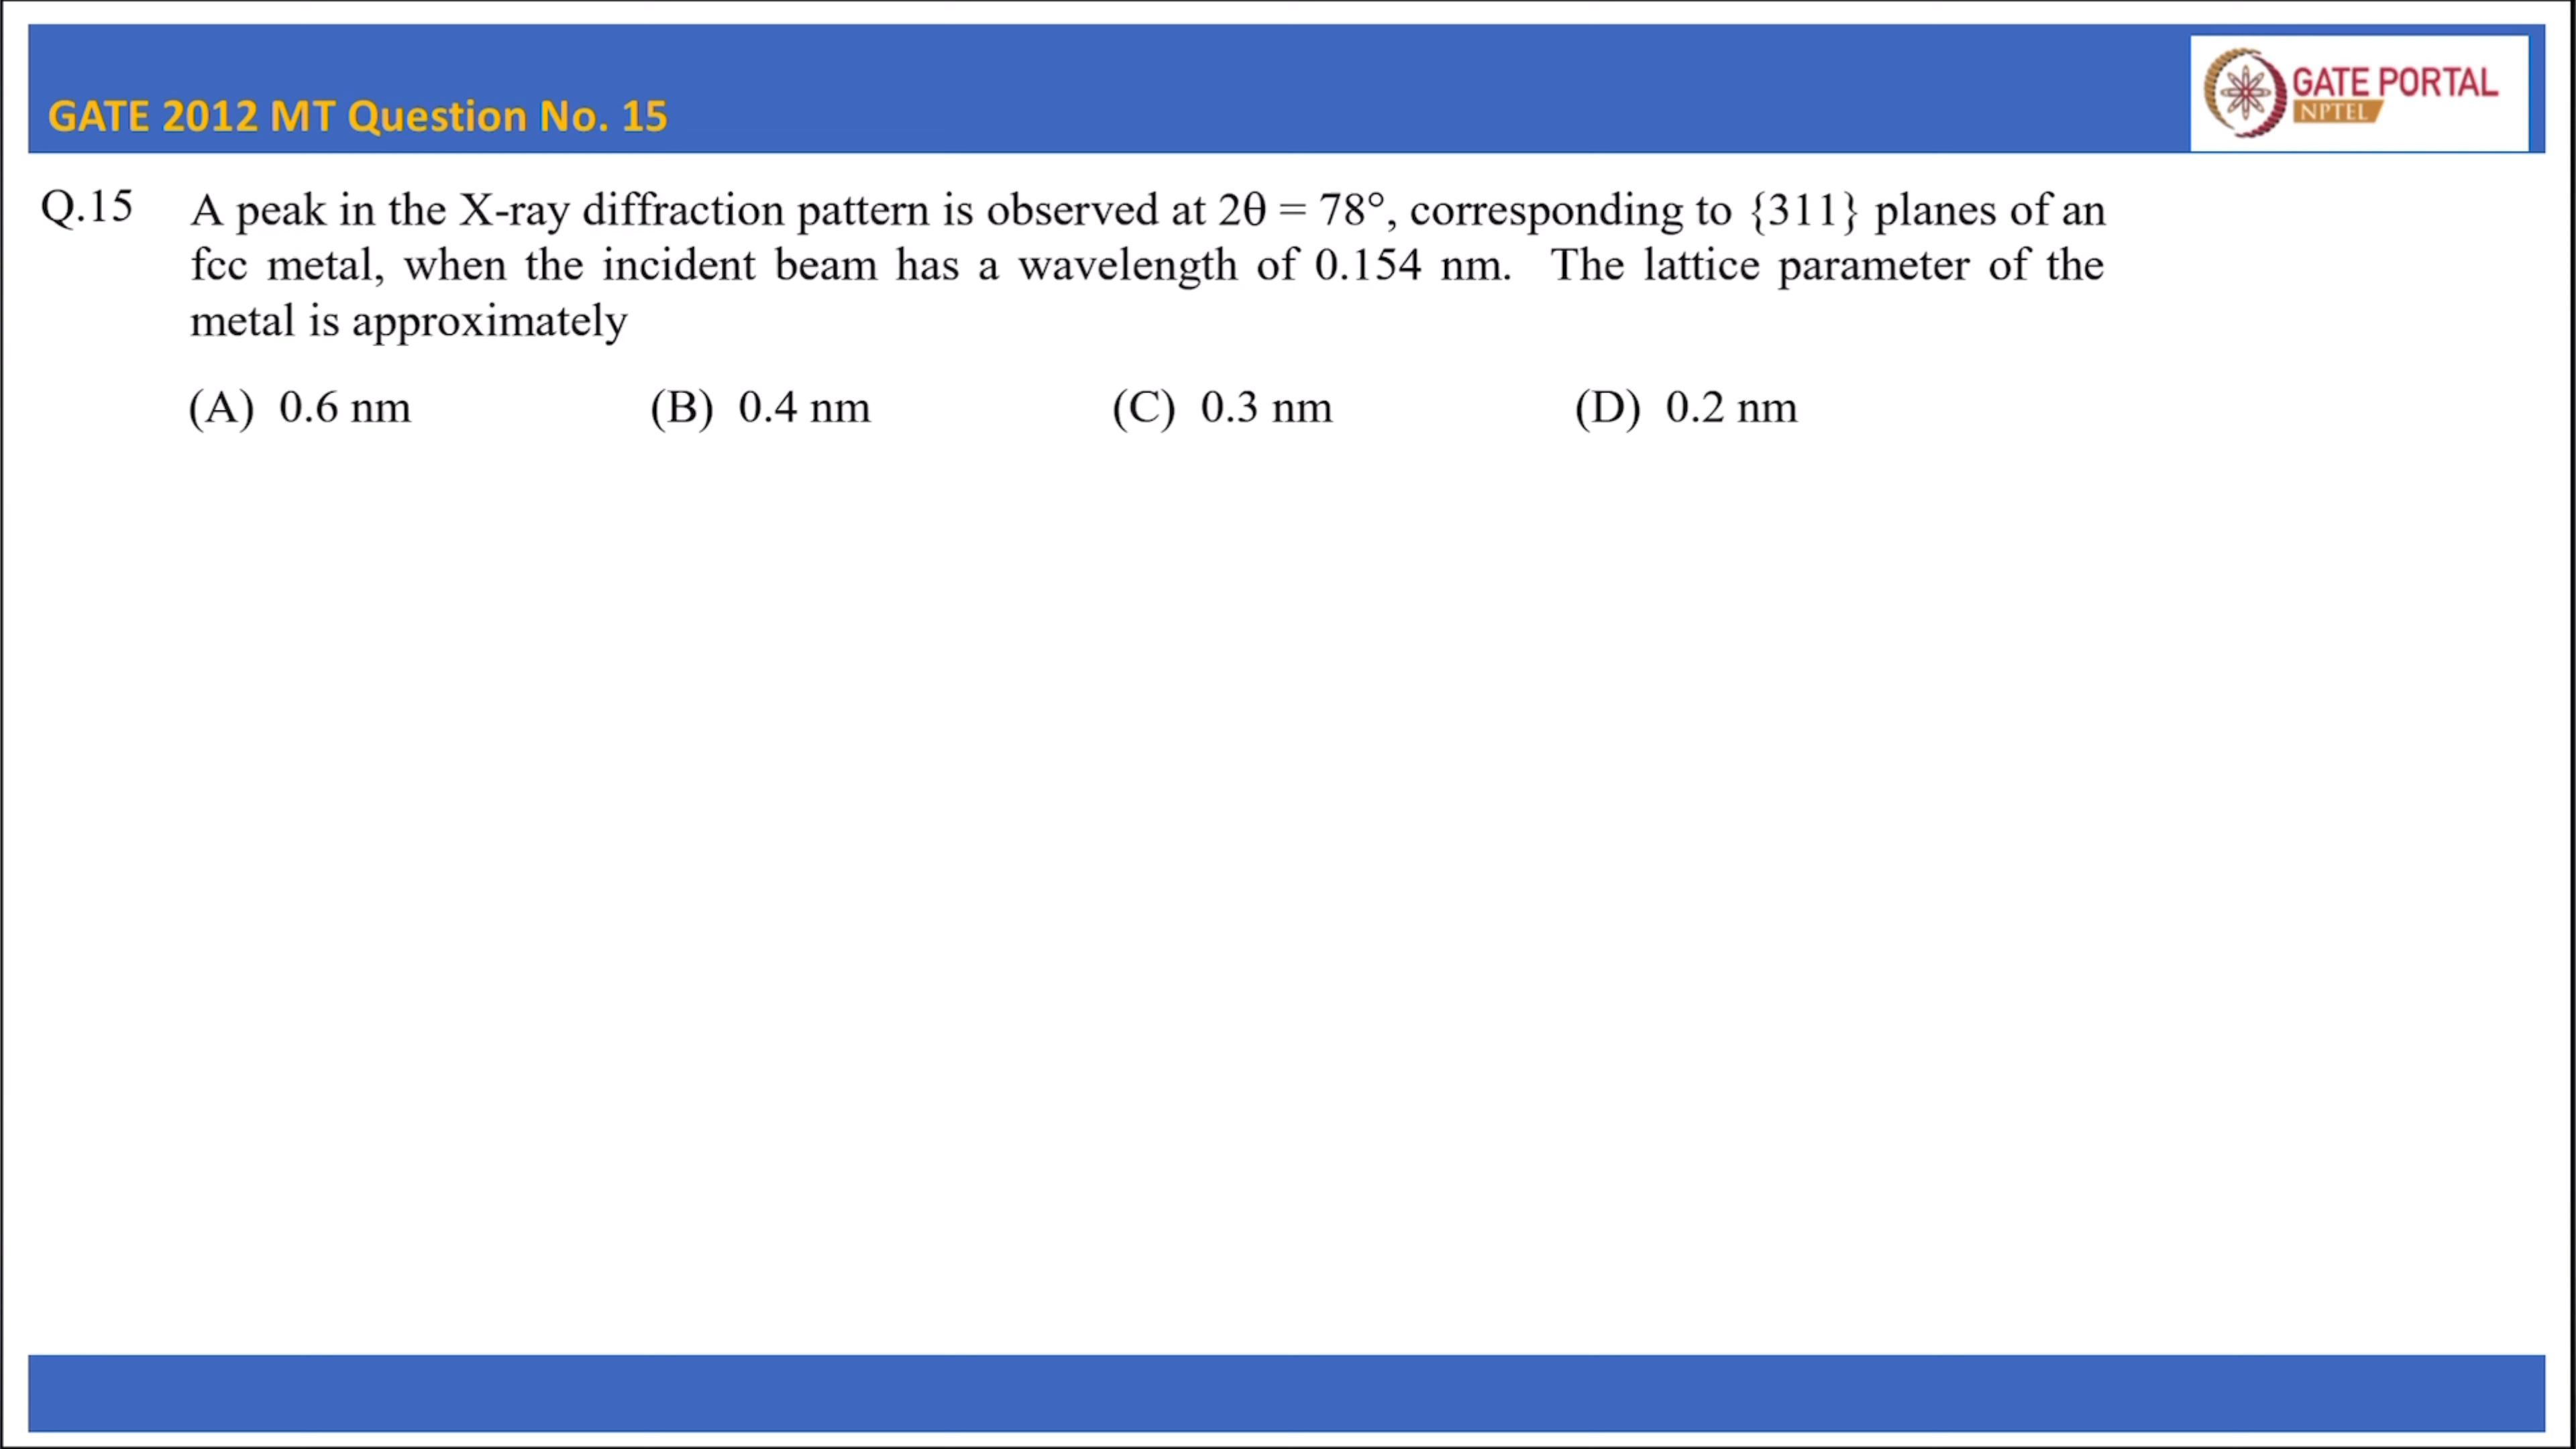 GATE 2012 MT Question No. 15
GATE PORTAL
NPTEL
Q.15 A peak in the X-ray diffraction pattern is observed at 2θ = 78°, corresponding to {311} planes of an
fcc metal, when the incident beam has a wavelength of 0.154 nm. The lattice parameter of the
metal is approximately
(A) 0.6 nm (B) 0.4 nm (C) 0.3 nm (D) 0.2 nm